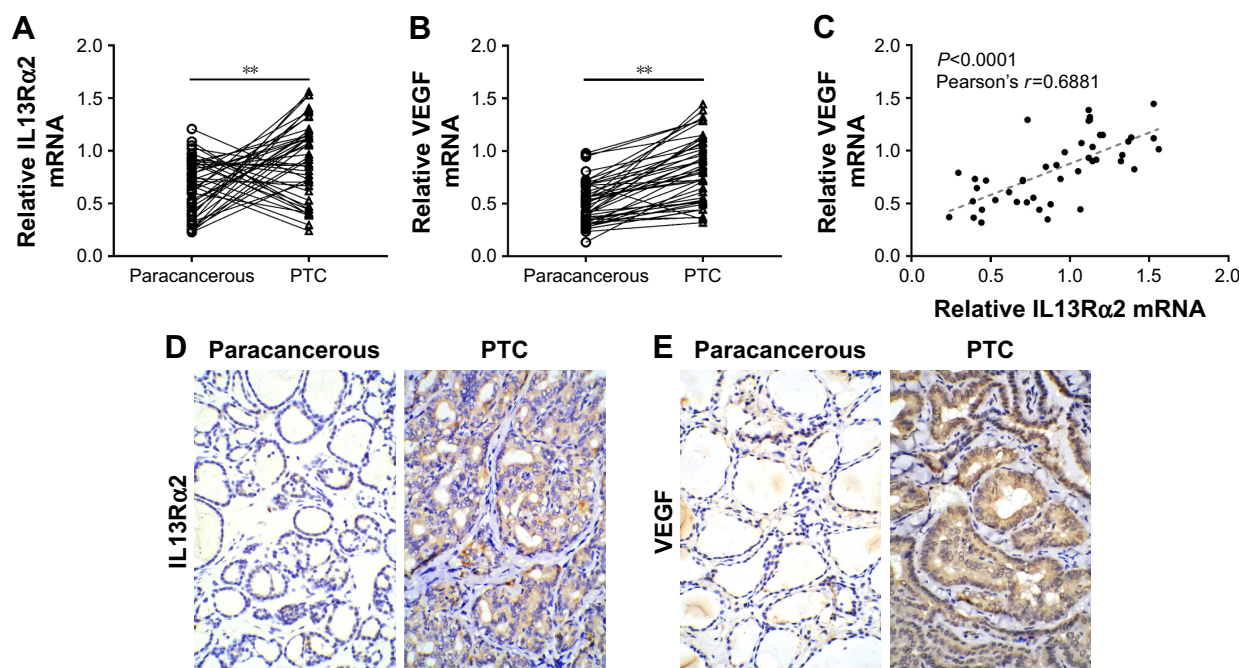 A
Relative IL13Rα2
mRNA
2.0
1.5
1.0
0.5
0.0
**
Paracancerous
PTC
B
Relative VEGF
mRNA
2.0
1.5
1.0
0.5
0.0
**
Paracancerous
PTC
C
2.0
1.5
1.0
0.5
0.0
P<0.0001
Pearson's r=0.6881
0.0
0.5
1.0
1.5
2.0
Relative IL13Rα2 mRNA
D
Paracancerous
PTC
IL13Rα2
E
Paracancerous
PTC
VEGF